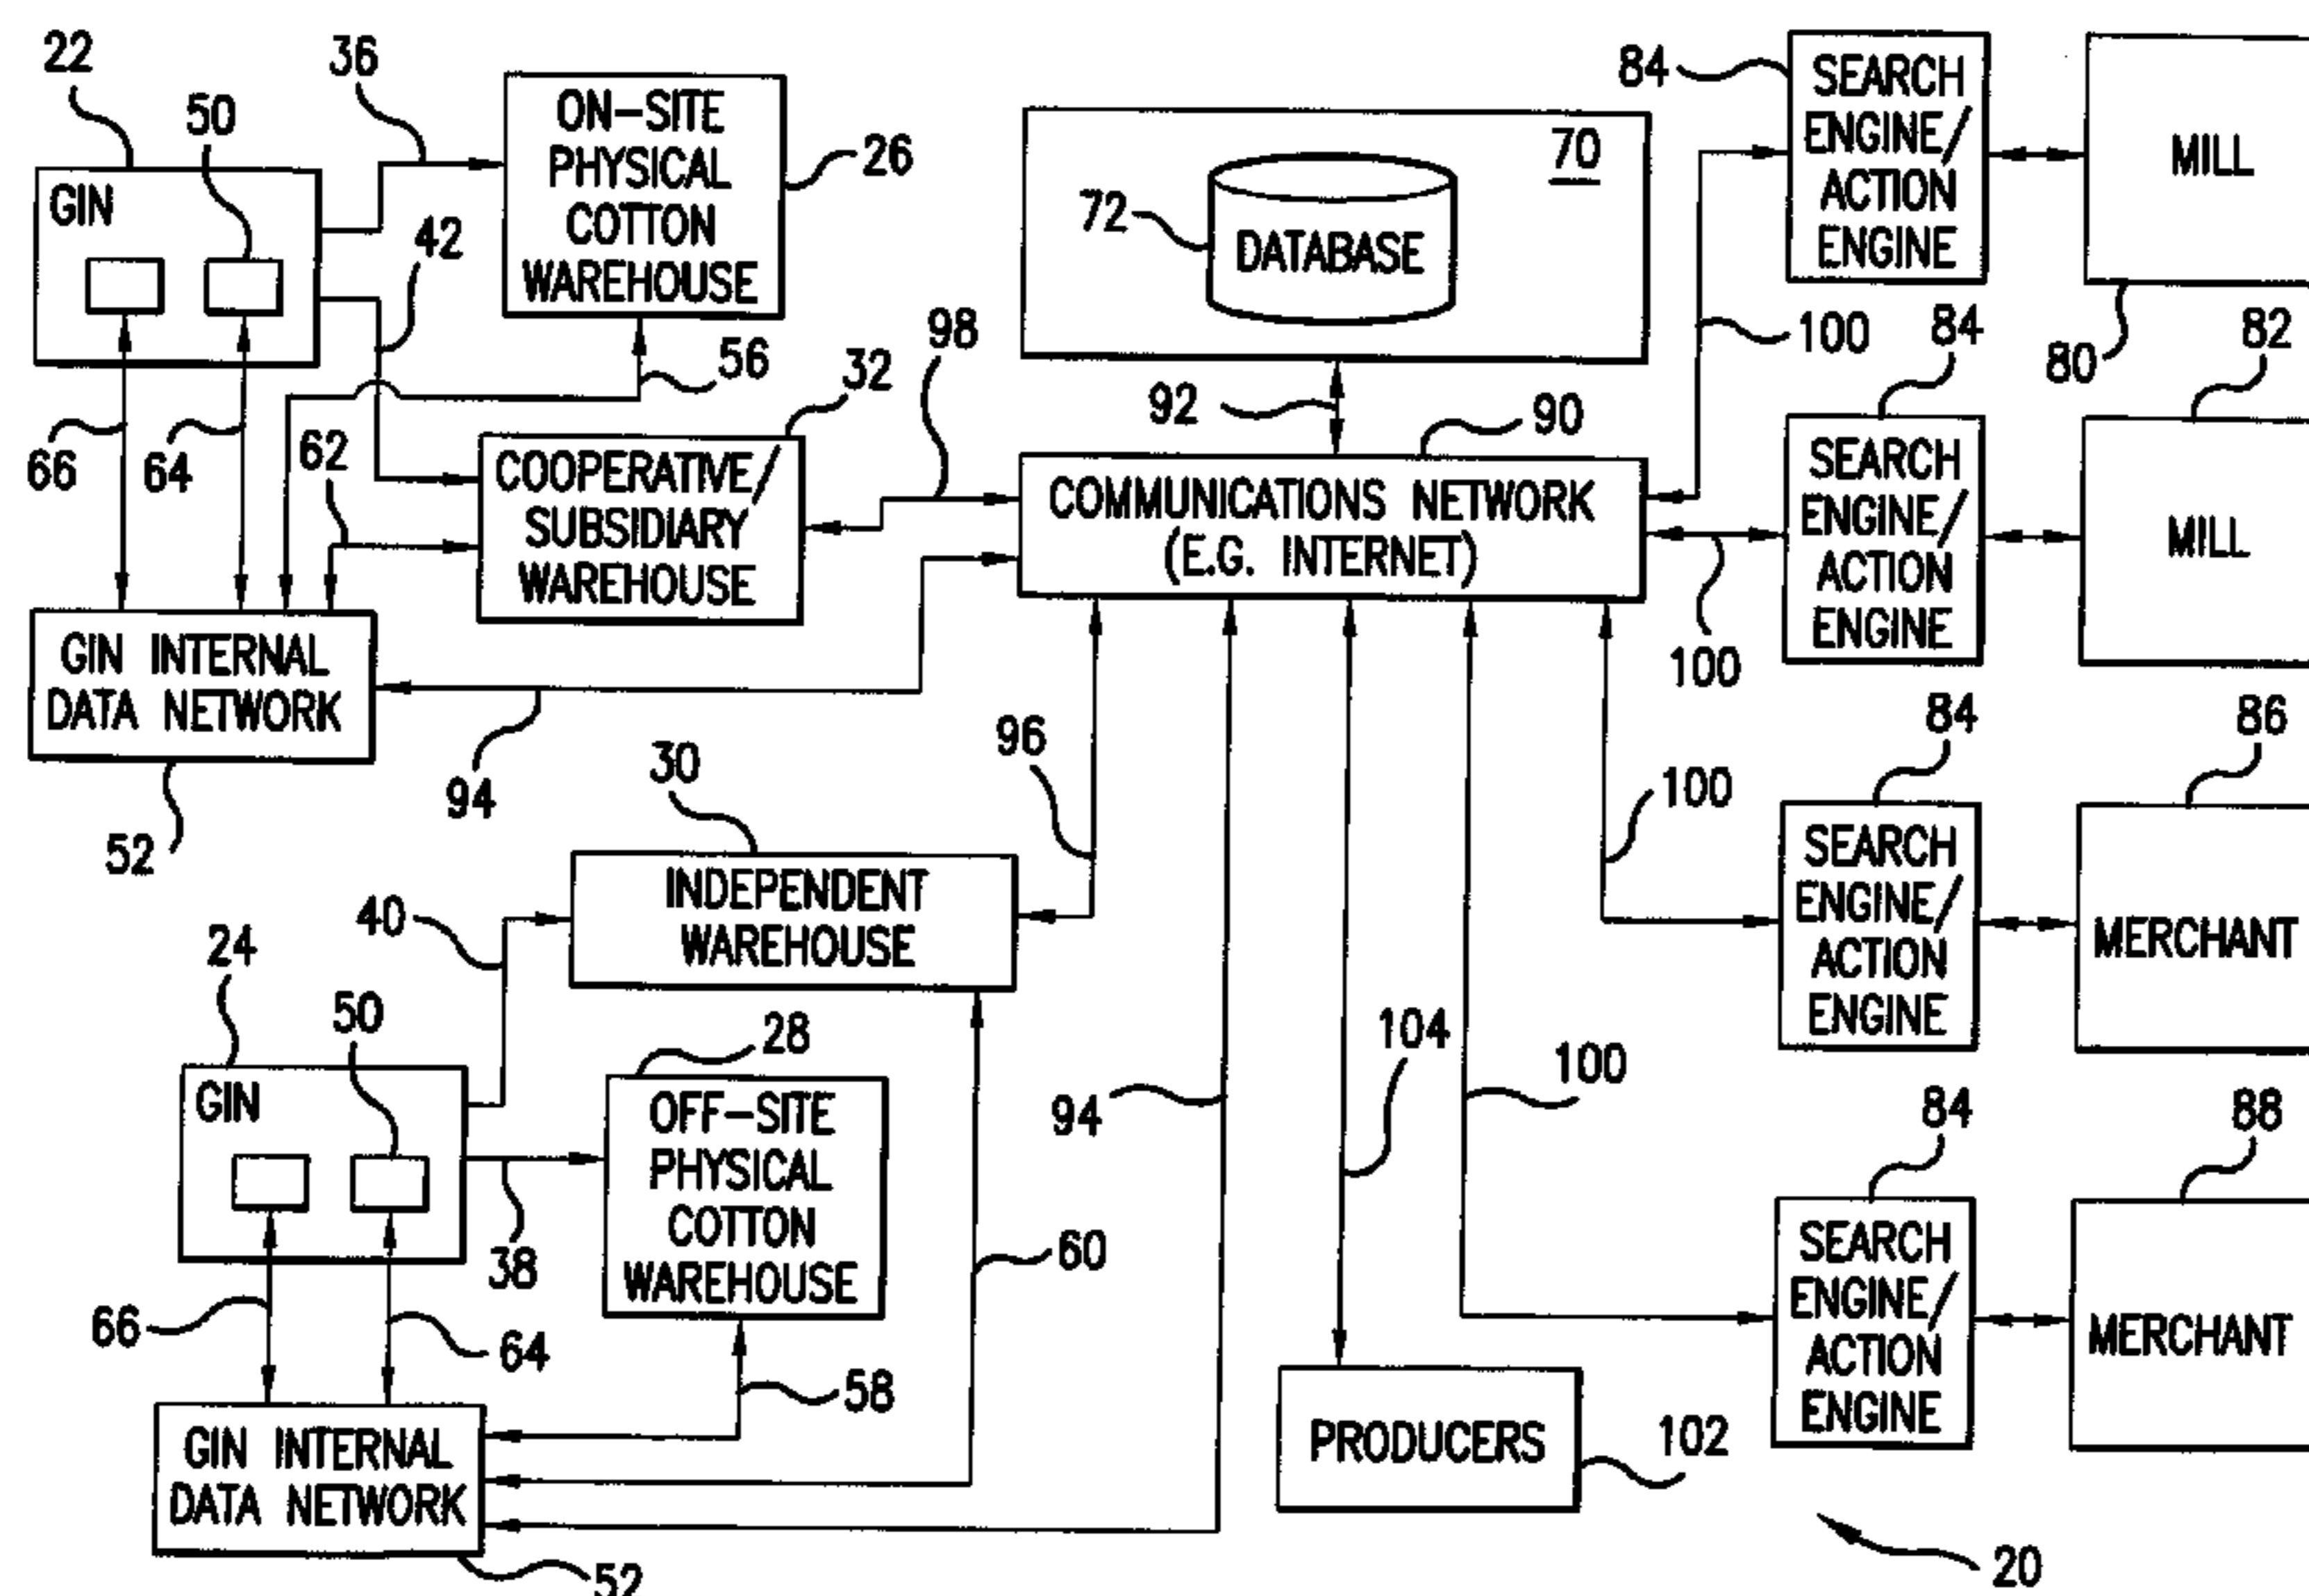 22
36
50
GIN
ON-SITE
PHYSICAL
COTTON
WAREHOUSE
26
42
56
66
64
62
32
COOPERATIVE/
SUBSIDIARY
WAREHOUSE
98
GIN INTERNAL
DATA NETWORK
52
94
70
72
DATABASE
92
90
COMMUNICATIONS NETWORK
(E.G. INTERNET)
84
SEARCH
ENGINE/
ACTION
ENGINE
MILL
80
100
84
82
SEARCH
ENGINE/
ACTION
ENGINE
MILL
100
84
86
SEARCH
ENGINE/
ACTION
ENGINE
MERCHANT
100
84
88
SEARCH
ENGINE/
ACTION
ENGINE
MERCHANT
100
96
30
INDEPENDENT
WAREHOUSE
40
24
50
GIN
28
OFF-SITE
PHYSICAL
COTTON
WAREHOUSE
38
66
64
58
60
94
104
GIN INTERNAL
DATA NETWORK
52
PRODUCERS
102
20